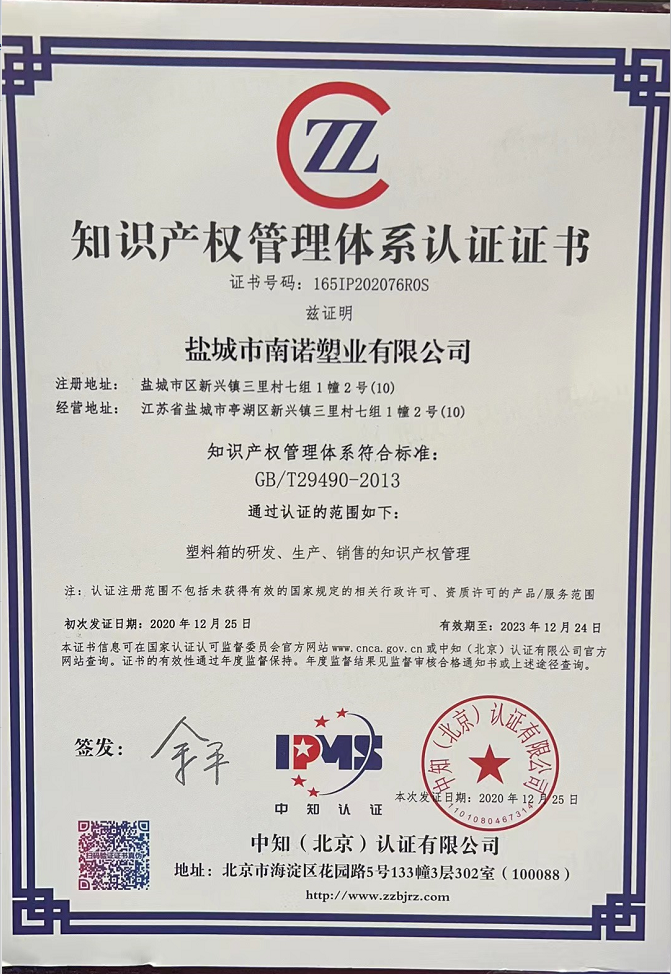 ZZ
知识产权管理体系认证证书
证书号码：165IP202076R0S
兹证明
盐城市南诺塑业有限公司
注册地址： 盐城市区新兴镇三里村七组1幢2号(10)
经营地址： 江苏省盐城市亭湖区新兴镇三里村七组1幢2号(10)
知识产权管理体系符合标准：
GB/T29490-2013
通过认证的范围如下：
塑料箱的研发、生产、销售的知识产权管理
注：认证注册范围不包括未获得有效的国家规定的相关行政许可、资质许可的产品/服务范围
初次发证日期：2020年12月25日 有效期至：2023年12月24日
本证书信息可在国家认证认可监督委员会官方网站www.cnca.gov.cn或中知（北京）认证有限公司官方
网站查询。证书的有效性通过年度监督保持。年度监督结果见监督审核合格通知书或上述途径查询。
签发：
IPMS
中知认证
中知（北京）认证有限公司
1101080467314
本次发证日期：2020年12月25日
扫码验证证书真伪
中知（北京）认证有限公司
地址：北京市海淀区花园路5号133幢3层302室（100088）
http://www.zzbjrz.com